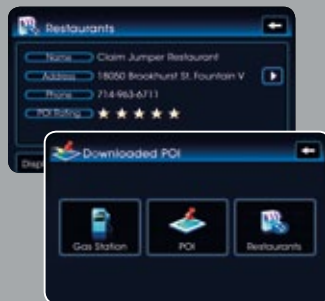 Restaurants
Name Claim Jumper Restaurant
Address 18050 Brookhurst St. Fountain V
Phone 714-963-6711
POI Rating
Displ
Downloaded POI
Gas Station POI Restaurants